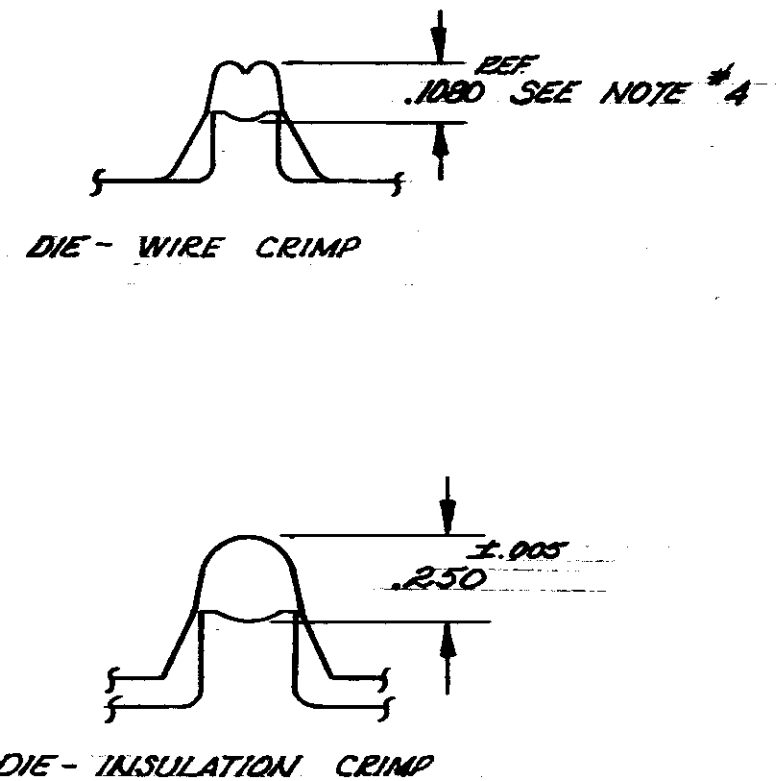 REF.
.1080 SEE NOTE #4
DIE - WIRE CRIMP
±.005
.250
DIE - INSULATION CRIMP